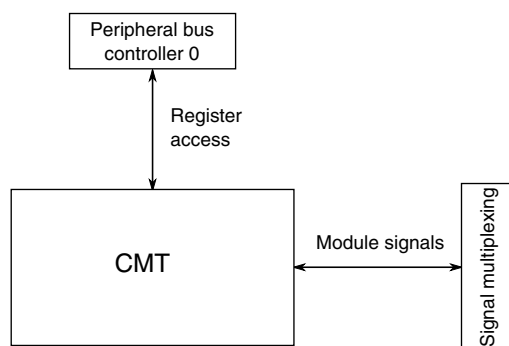 Peripheral bus
controller 0
Register
access
CMT
Module signals
Signal multiplexing